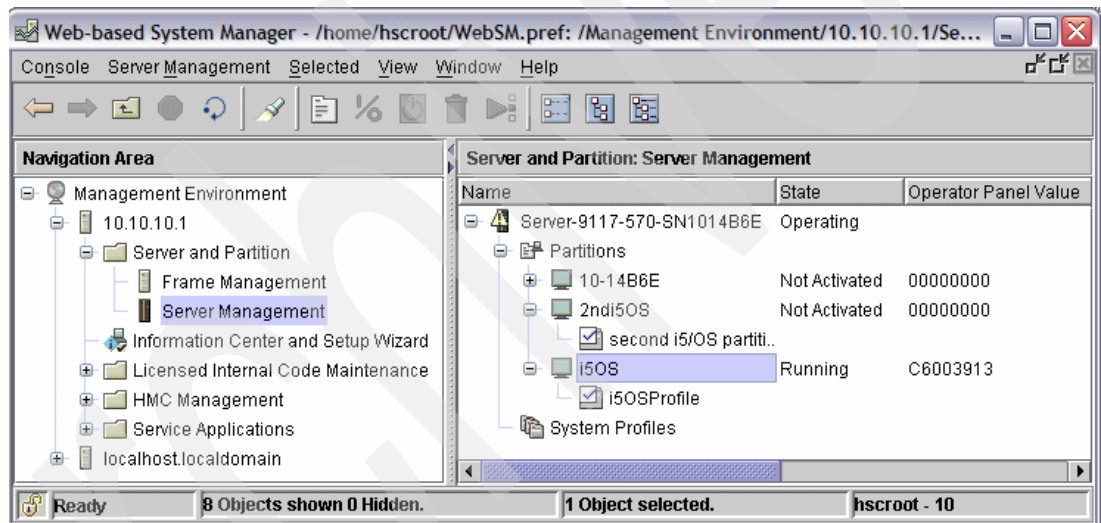 Web-based System Manager - /home/hscroot/WebSM.pref: /Management Environment/10.10.10.1/Se...
Console Server Management Selected View Window Help
Navigation Area
Management Environment
10.10.10.1
Server and Partition
Frame Management
Server Management
Information Center and Setup Wizard
Licensed Internal Code Maintenance
HMC Management
Service Applications
localhost.localdomain
Server and Partition: Server Management
Name State Operator Panel Value
Server-9117-570-SN1014B6E Operating
Partitions
10-14B6E Not Activated 00000000
2ndi5OS Not Activated 00000000
second i5/OS partiti..
i5OS Running C6003913
i5OSProfile
System Profiles
Ready 8 Objects shown 0 Hidden. 1 Object selected. hscroot - 10